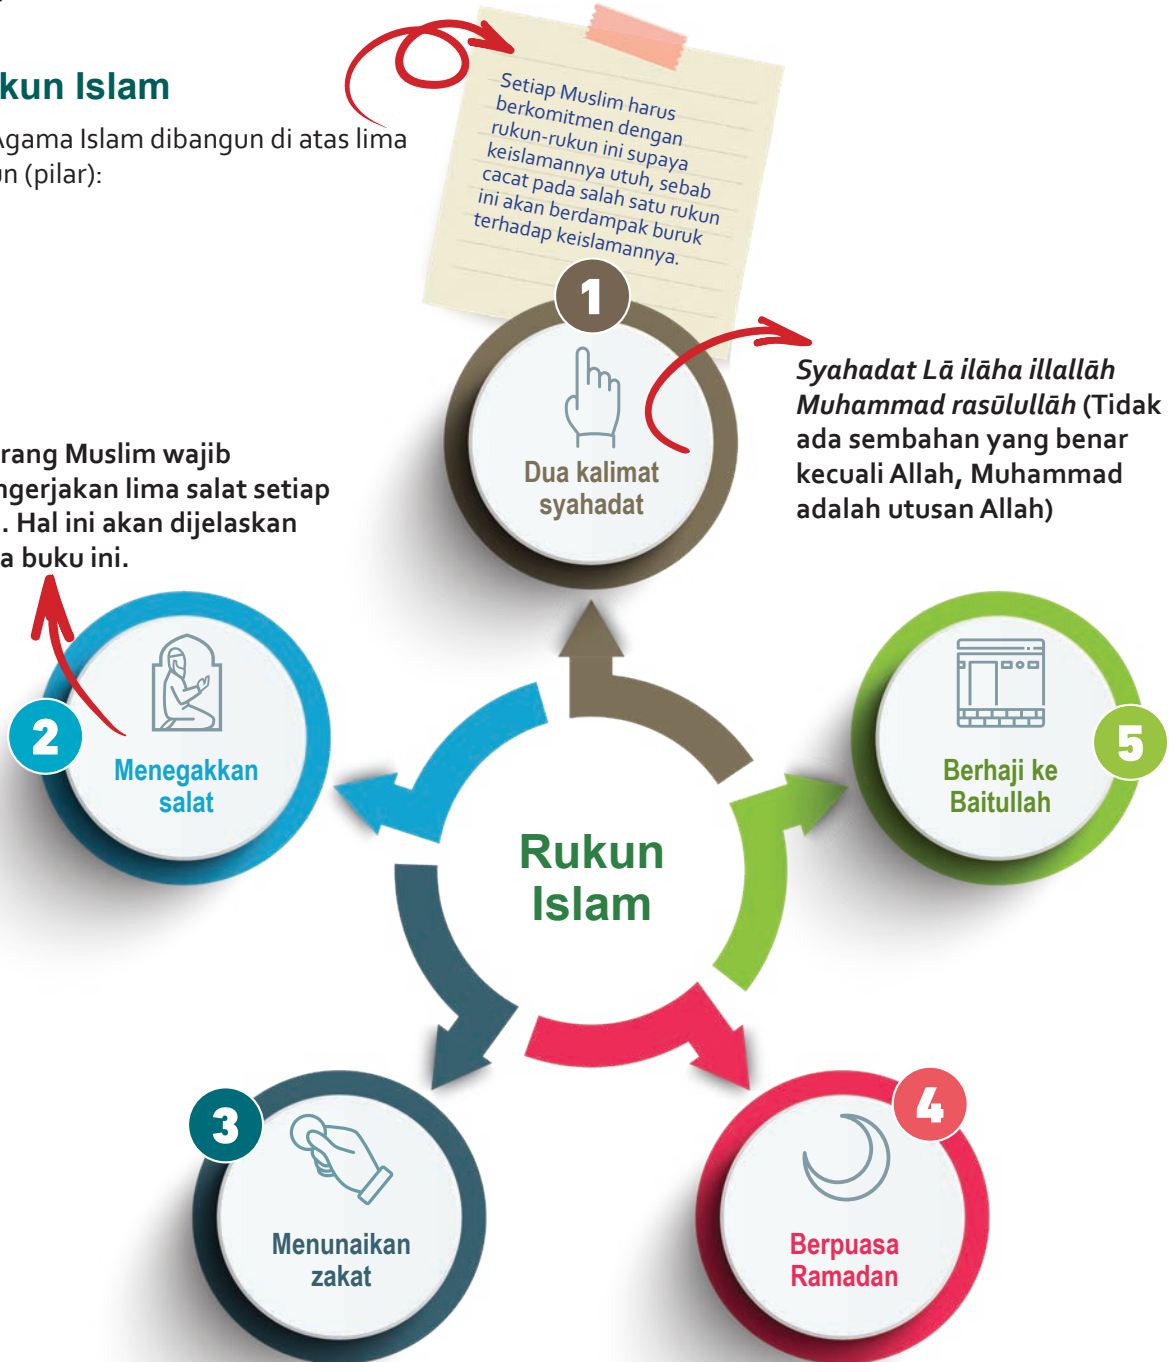 kun Islam
Agama Islam dibangun di atas lima
un (pilar):
Setiap Muslim harus
berkomitmen dengan
rukun-rukun ini supaya
keislamannya utuh, sebab
cacat pada salah satu rukun
ini akan berdampak buruk
terhadap keislamannya.
1
Dua kalimat
syahadat
Syahadat Lā ilāha illallāh
Muhammad rasūlullāh (Tidak
ada sembahan yang benar
kecuali Allah, Muhammad
adalah utusan Allah)
rang Muslim wajib
ngerjakan lima salat setiap
. Hal ini akan dijelaskan
a buku ini.
2
Menegakkan
salat
5
Berhaji ke
Baitullah
Rukun
Islam
3
Menunaikan
zakat
4
Berpuasa
Ramadan